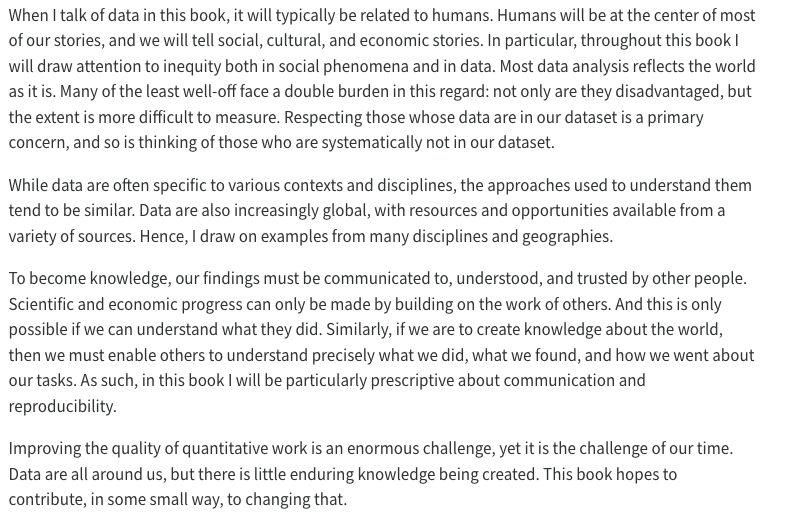 When I talk of data in this book, it will typically be related to humans. Humans will be at the center of most
of our stories, and we will tell social, cultural, and economic stories. In particular, throughout this book I
will draw attention to inequity both in social phenomena and in data. Most data analysis reflects the world
as it is. Many of the least well-off face a double burden in this regard: not only are they disadvantaged, but
the extent is more difficult to measure. Respecting those whose data are in our dataset is a primary
concern, and so is thinking of those who are systematically not in our dataset.
While data are often specific to various contexts and disciplines, the approaches used to understand them
tend to be similar. Data are also increasingly global, with resources and opportunities available from a
variety of sources. Hence, I draw on examples from many disciplines and geographies.
To become knowledge, our findings must be communicated to, understood, and trusted by other people.
Scientific and economic progress can only be made by building on the work of others. And this is only
possible if we can understand what they did. Similarly, if we are to create knowledge about the world,
then we must enable others to understand precisely what we did, what we found, and how we went about
our tasks. As such, in this book I will be particularly prescriptive about communication and
reproducibility.
Improving the quality of quantitative work is an enormous challenge, yet it is the challenge of our time.
Data are all around us, but there is little enduring knowledge being created. This book hopes to
contribute, in some small way, to changing that.